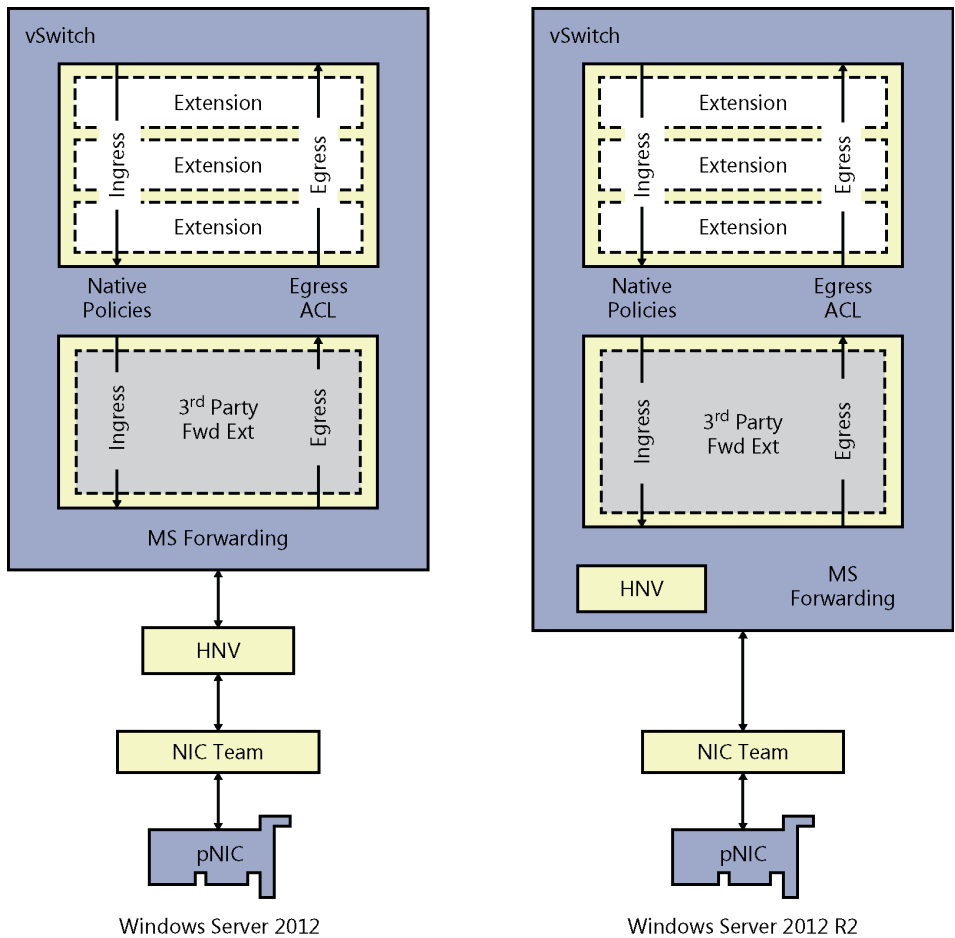 vSwitch
Extension
Extension
Extension
Ingress
Egress
Native
Policies
Egress
ACL
3rd Party
Fwd Ext
Ingress
Egress
MS Forwarding
HNV
NIC Team
pNIC
Windows Server 2012
vSwitch
Extension
Extension
Extension
Ingress
Egress
Native
Policies
Egress
ACL
3rd Party
Fwd Ext
Ingress
Egress
HNV
MS
Forwarding
NIC Team
pNIC
Windows Server 2012 R2